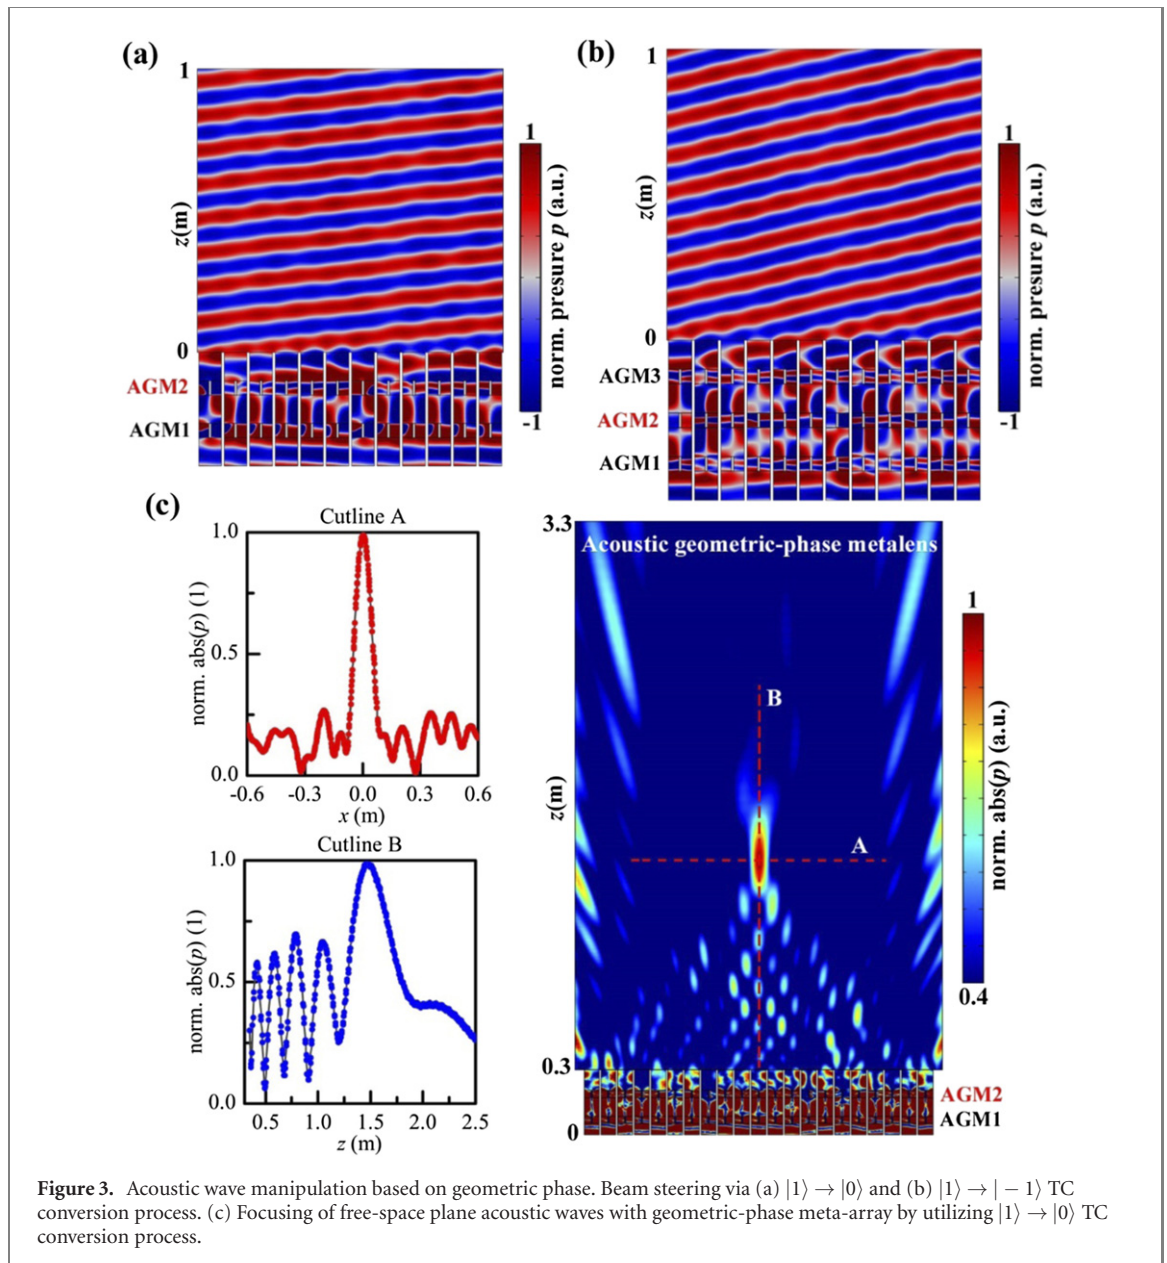 (a)
1
z(m)
0
AGM2
AGM1
1
norm. presure p (a.u.)
-1
(b)
1
z(m)
0
AGM3
AGM2
AGM1
1
norm. presure p (a.u.)
-1
(c)
Cutline A
norm. abs(p) (1)
1.0
0.5
0.0
-0.6 -0.3 0.0 0.3 0.6
x (m)
Cutline B
norm. abs(p) (1)
1.0
0.5
0.0
0.5 1.0 1.5 2.0 2.5
z (m)
3.3
Acoustic geometric-phase metalens
B
A
z(m)
0.3
0
AGM2
AGM1
1
norm. abs(p) (a.u.)
0.4
Figure 3. Acoustic wave manipulation based on geometric phase. Beam steering via (a) |1⟩ → |0⟩ and (b) |1⟩ → | − 1⟩ TC
conversion process. (c) Focusing of free-space plane acoustic waves with geometric-phase meta-array by utilizing |1⟩ → |0⟩ TC
conversion process.